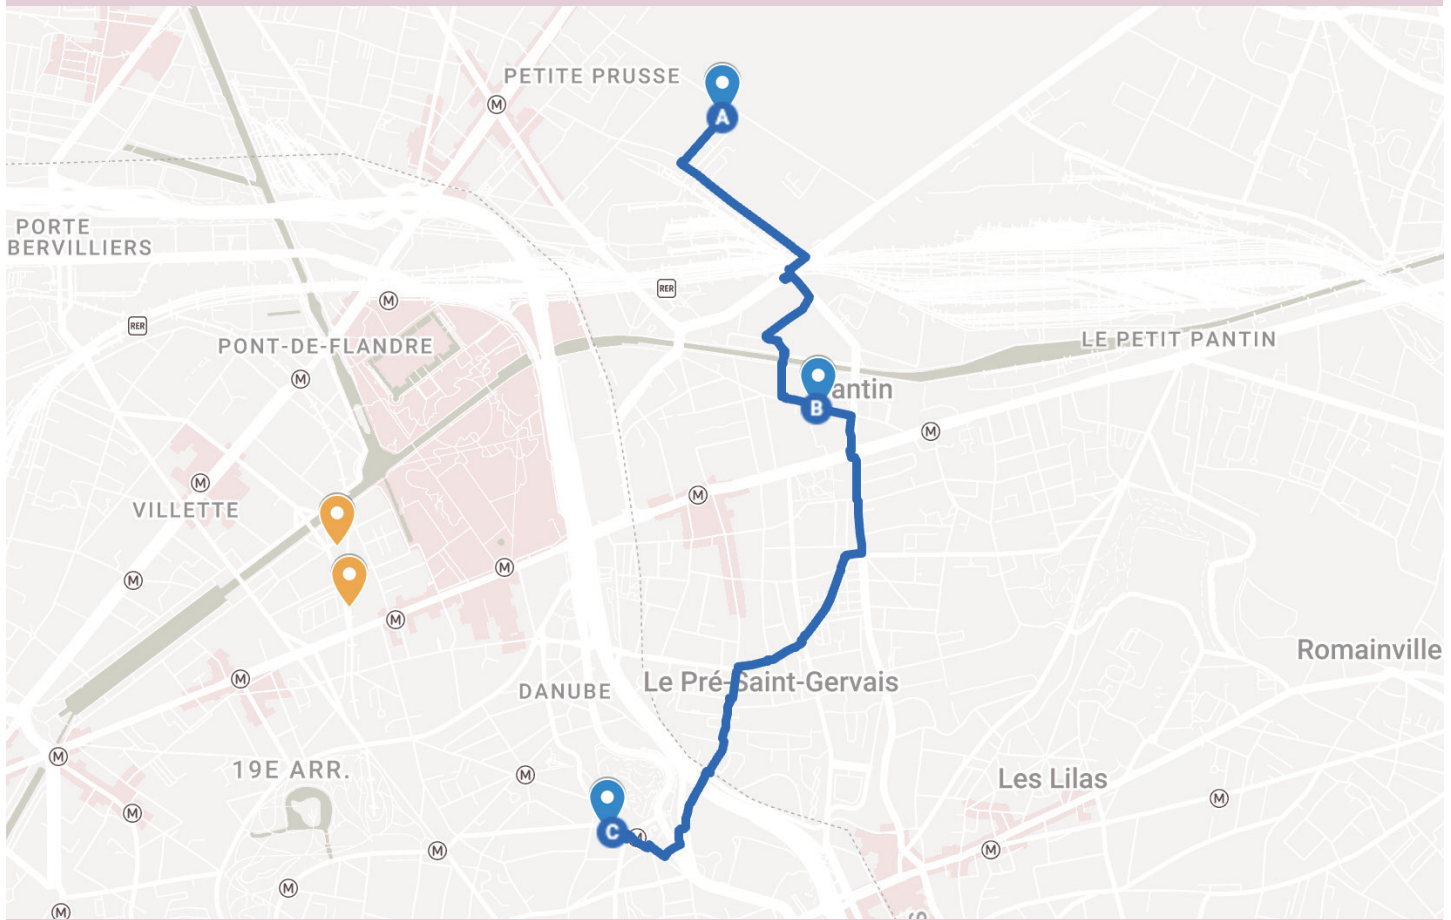 PETITE PRUSSE
M
A
PORTE
BERVILLIERS
RER
M
RER
PONT-DE-FLANDRE
LE PETIT PANTIN
M
antin
B
M
M
M
VILLETTE
M
M
M
Romainville
M
DANUBE
Le Pré-Saint-Gervais
M
19E ARR.
M
Les Lilas
M
M
C
M
M
M
M
M